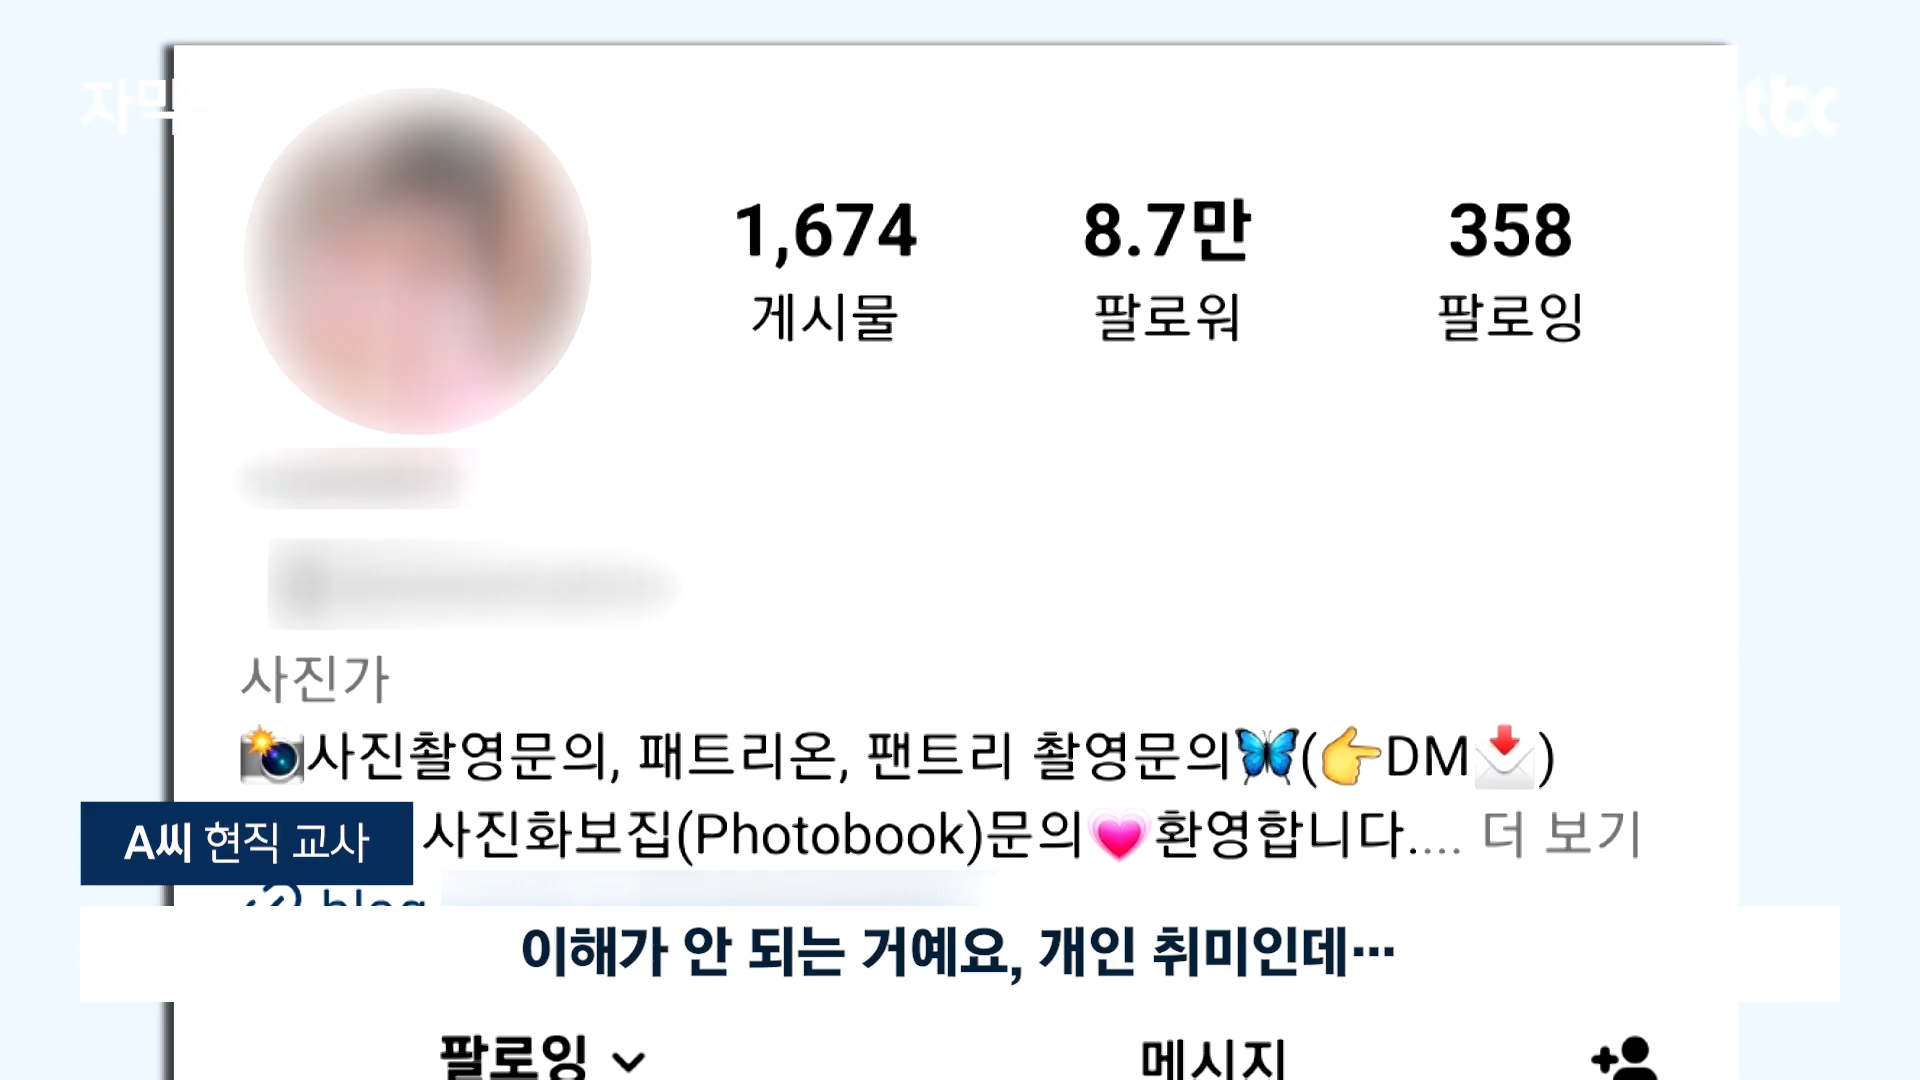 자막
jtbc
1,674 8.7만 358
게시물 팔로워 팔로잉
사진가
📸사진촬영문의, 패트리온, 팬트리 촬영문의🦋(👉DM📩)
사진화보집(Photobook)문의💗환영합니다.... 더 보기
A씨 현직 교사
blog
이해가 안 되는 거예요, 개인 취미인데…
팔로잉 메시지